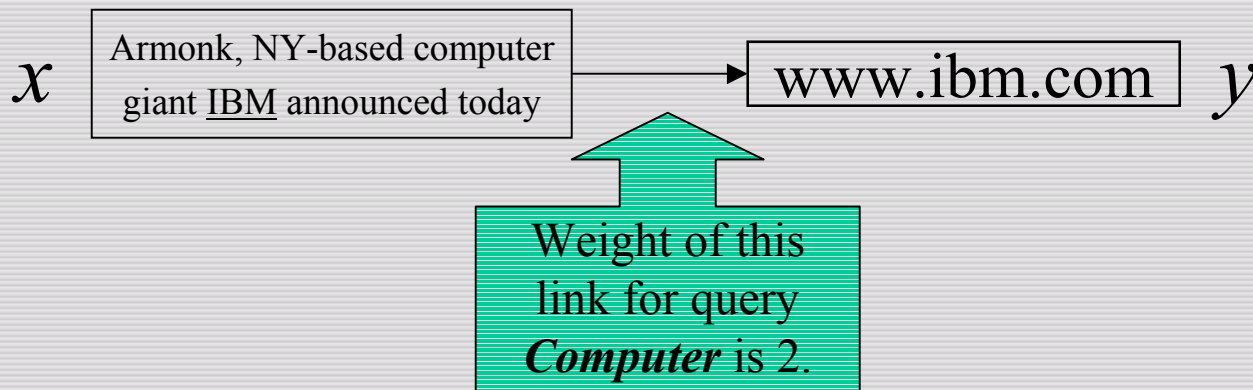 x
Armonk, NY-based computer
giant IBM announced today
www.ibm.com
y
Weight of this
link for query
Computer is 2.